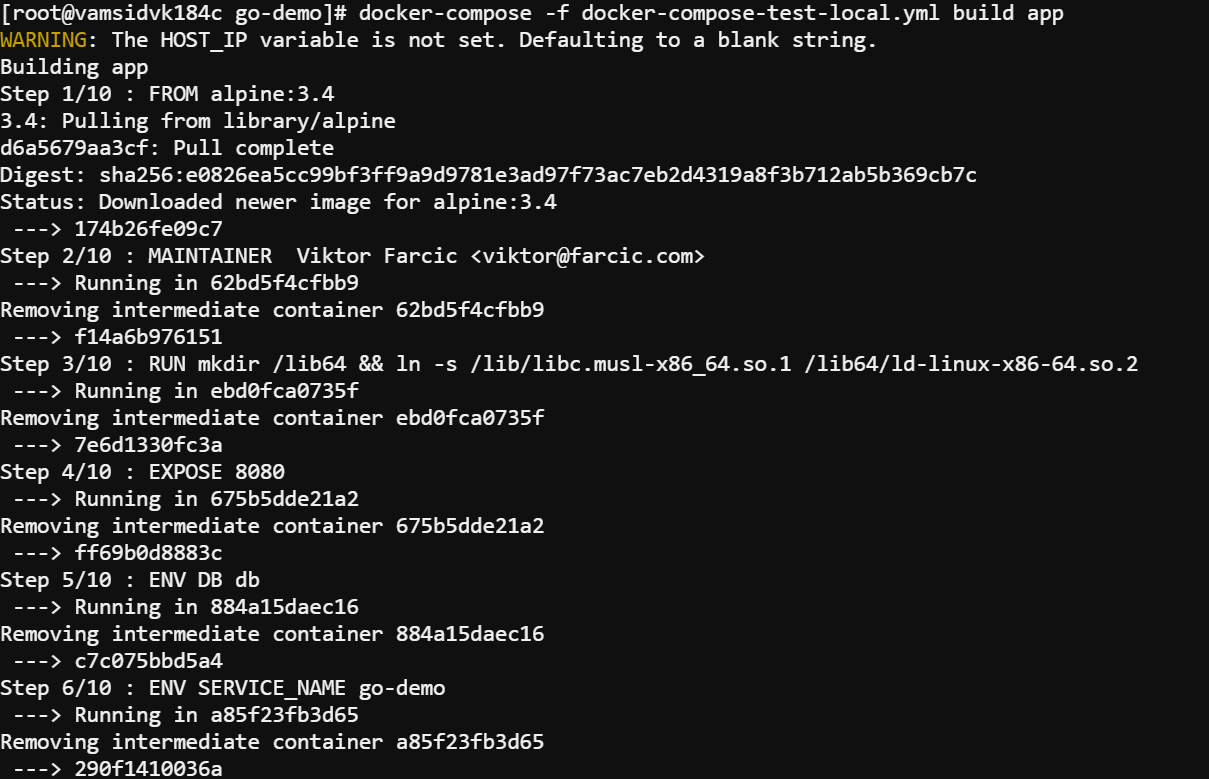 [root@vamsidvk184c go-demo]# docker-compose -f docker-compose-test-local.yml build app
WARNING: The HOST_IP variable is not set. Defaulting to a blank string.
Building app
Step 1/10 : FROM alpine:3.4
3.4: Pulling from library/alpine
d6a5679aa3cf: Pull complete
Digest: sha256:e0826ea5cc99bf3ff9a9d9781e3ad97f73ac7eb2d4319a8f3b712ab5b369cb7c
Status: Downloaded newer image for alpine:3.4
 ---> 174b26fe09c7
Step 2/10 : MAINTAINER  Viktor Farcic <viktor@farcic.com>
 ---> Running in 62bd5f4cfbb9
Removing intermediate container 62bd5f4cfbb9
 ---> f14a6b976151
Step 3/10 : RUN mkdir /lib64 && ln -s /lib/libc.musl-x86_64.so.1 /lib64/ld-linux-x86-64.so.2
 ---> Running in ebd0fca0735f
Removing intermediate container ebd0fca0735f
 ---> 7e6d1330fc3a
Step 4/10 : EXPOSE 8080
 ---> Running in 675b5dde21a2
Removing intermediate container 675b5dde21a2
 ---> ff69b0d8883c
Step 5/10 : ENV DB db
 ---> Running in 884a15daec16
Removing intermediate container 884a15daec16
 ---> c7c075bbd5a4
Step 6/10 : ENV SERVICE_NAME go-demo
 ---> Running in a85f23fb3d65
Removing intermediate container a85f23fb3d65
 ---> 290f1410036a